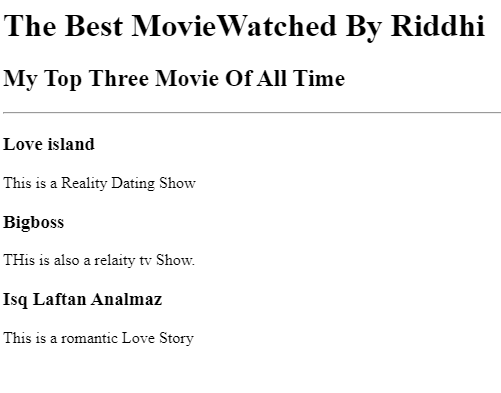 The Best MovieWatched By Riddhi
My Top Three Movie Of All Time
Love island
This is a Reality Dating Show
Bigboss
THis is also a relaity tv Show.
Isq Laftan Analmaz
This is a romantic Love Story